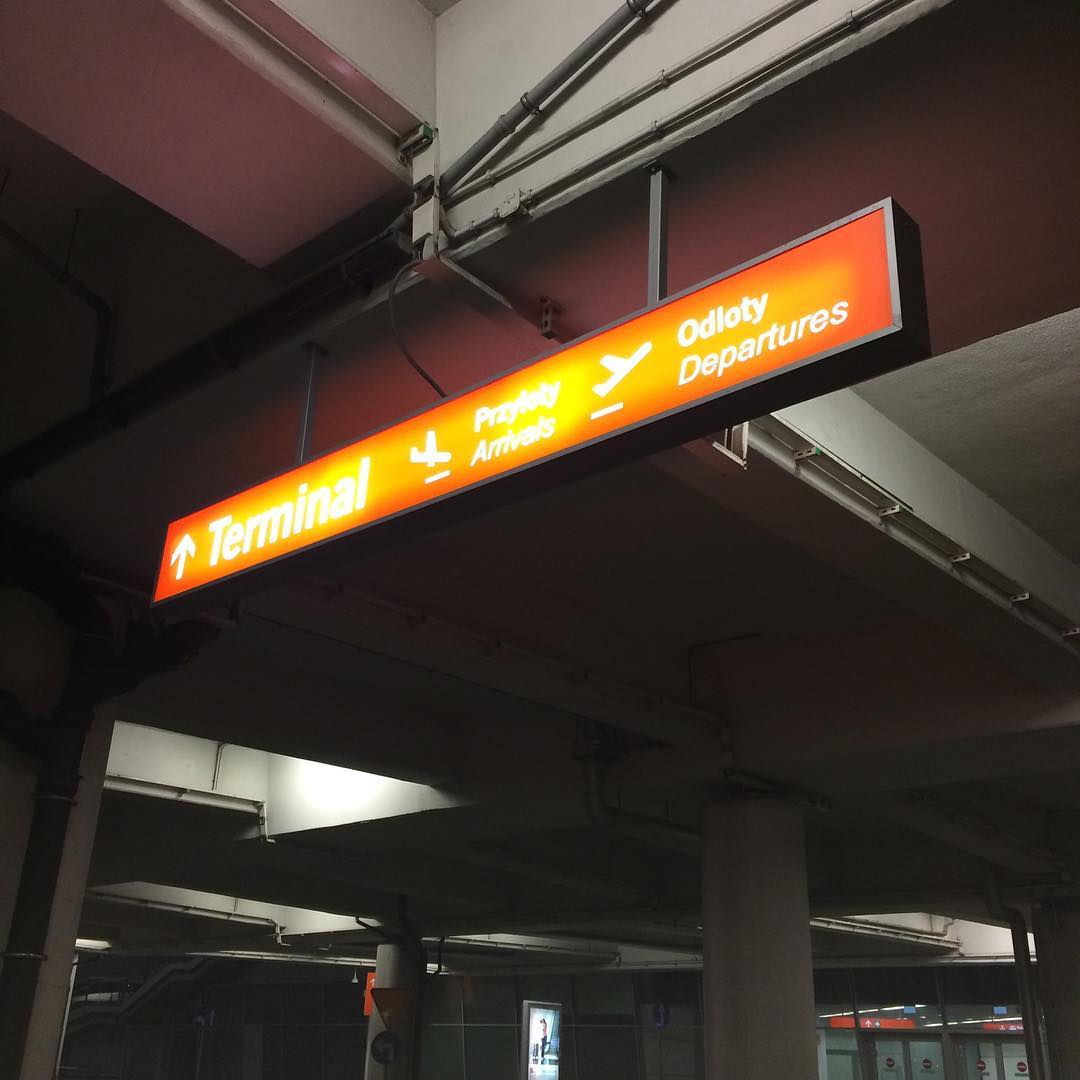 Terminal
Przyloty
Arrivals
Odloty
Departures